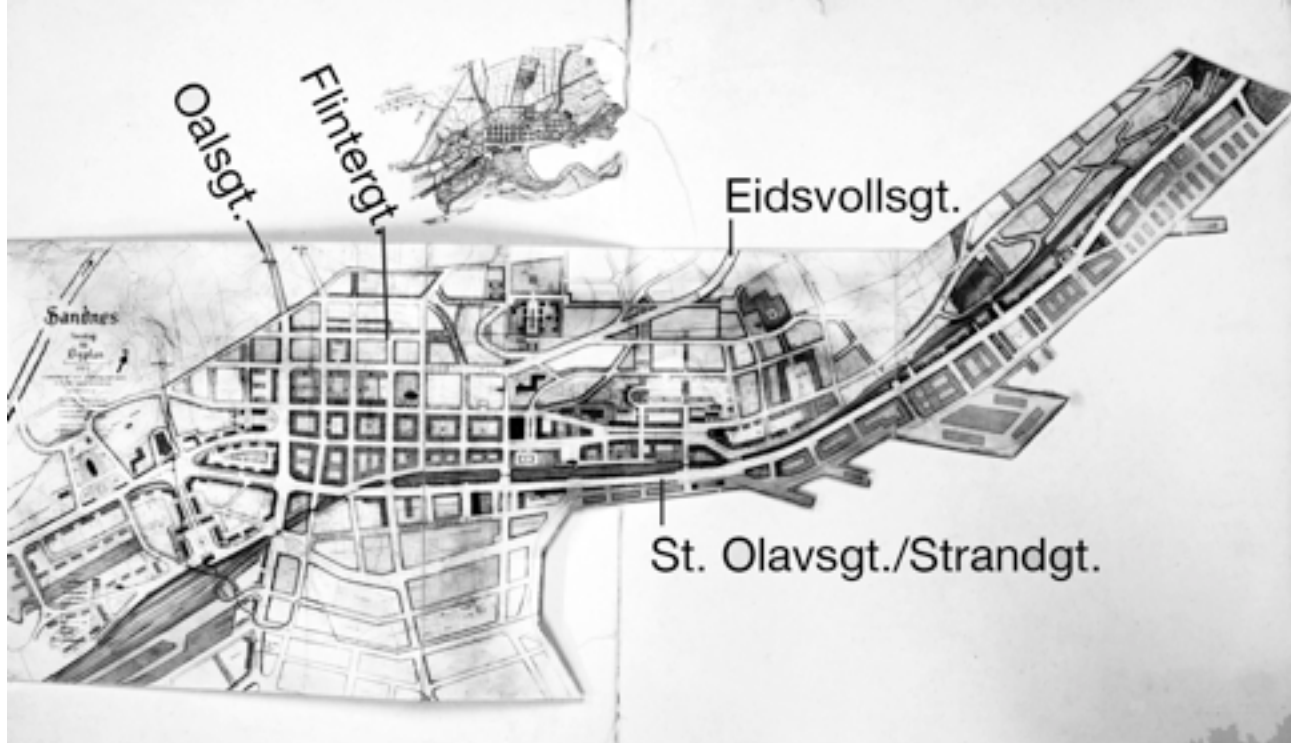 Oalsgt.
Flintergt.
Eidsvollsgt.
Sandnes
St. Olavsgt./Strandgt.